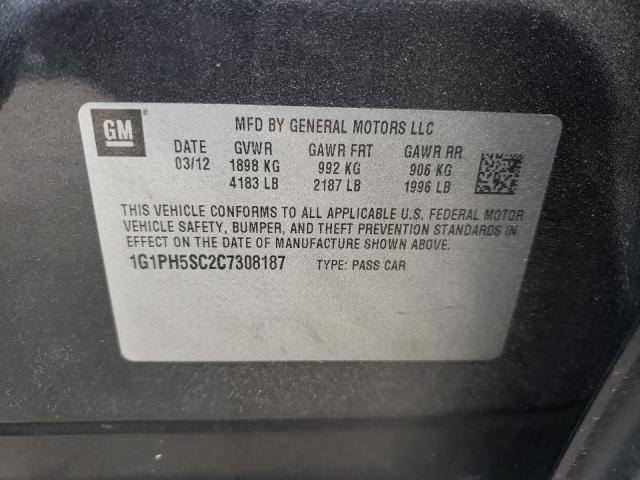 GM ®
MFD BY GENERAL MOTORS LLC
DATE GVWR GAWR FRT GAWR RR
03/12 1898 KG 992 KG 906 KG
4183 LB 2187 LB 1996 LB
THIS VEHICLE CONFORMS TO ALL APPLICABLE U.S. FEDERAL MOTOR
VEHICLE SAFETY, BUMPER, AND THEFT PREVENTION STANDARDS IN
EFFECT ON THE DATE OF MANUFACTURE SHOWN ABOVE.
1G1PH5SC2C7308187 TYPE: PASS CAR